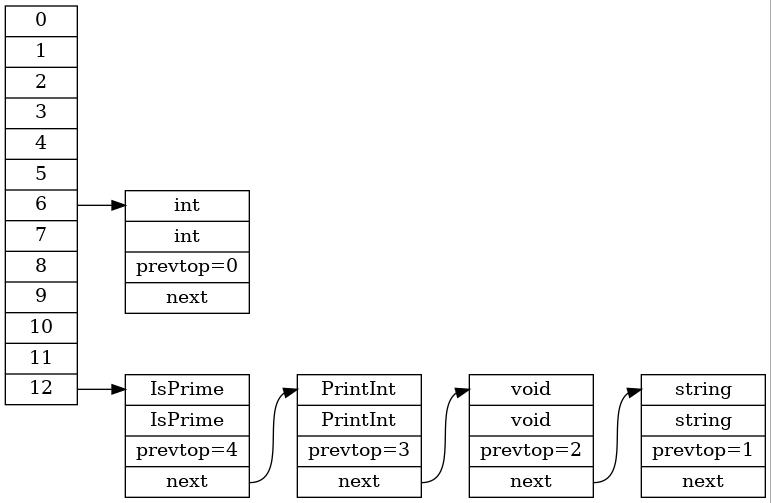 0
1
2
3
4
5
6
7
8
9
10
11
12
int
int
prevtop=0
next
IsPrime
IsPrime
prevtop=4
next
PrintInt
PrintInt
prevtop=3
next
void
void
prevtop=2
next
string
string
prevtop=1
next